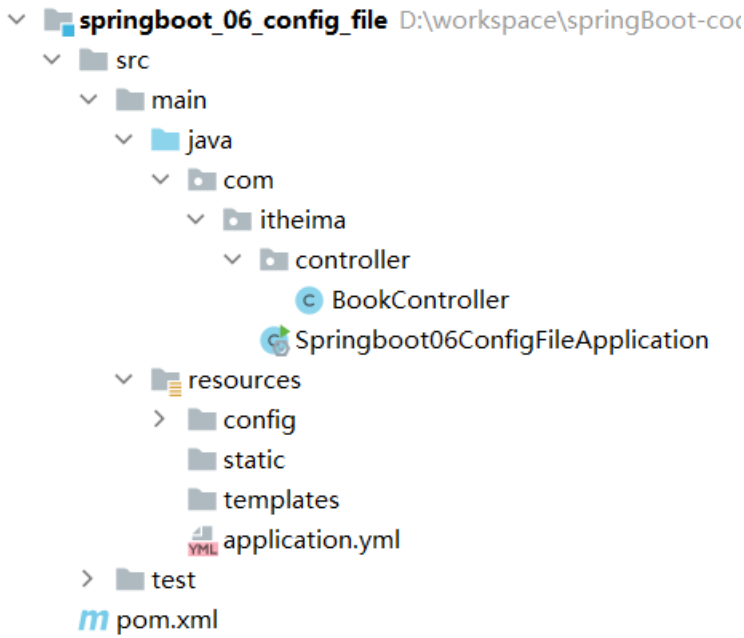 springboot_06_config_file D:\workspace\springBoot-co
src
main
java
com
itheima
controller
C BookController
C Springboot06ConfigFileApplication
resources
config
static
templates
YML application.yml
test
m pom.xml